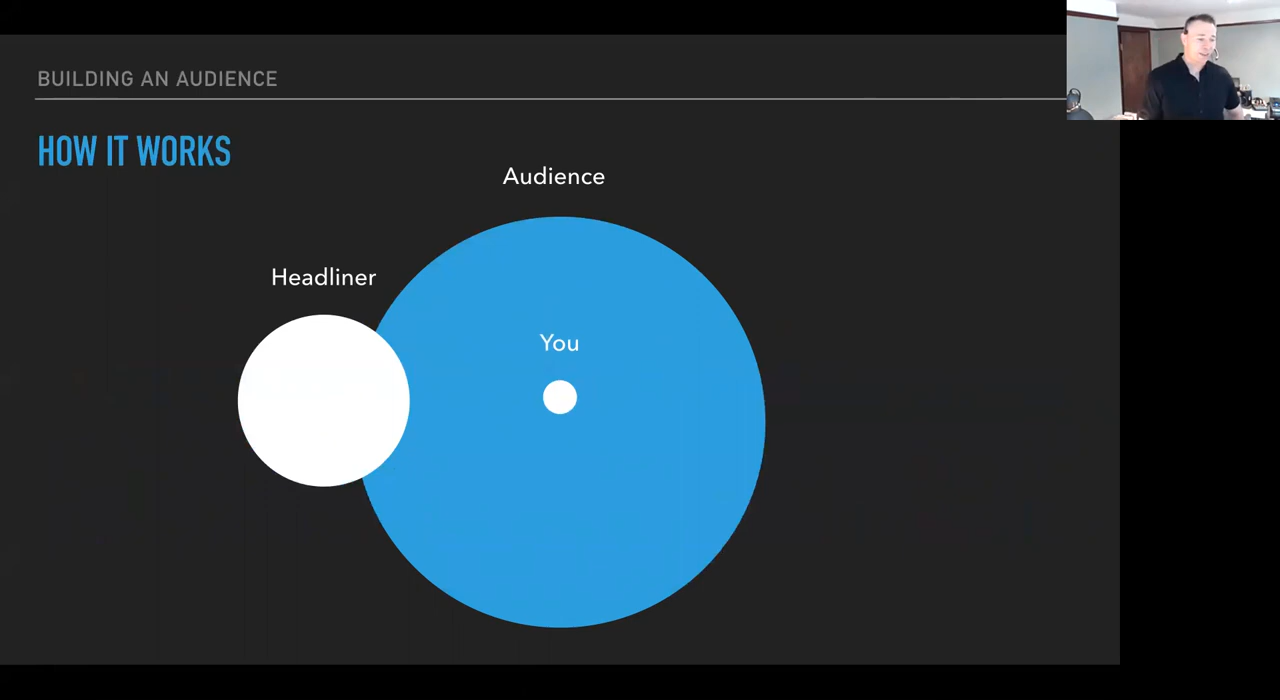 BUILDING AN AUDIENCE
HOW IT WORKS
Audience
Headliner
You